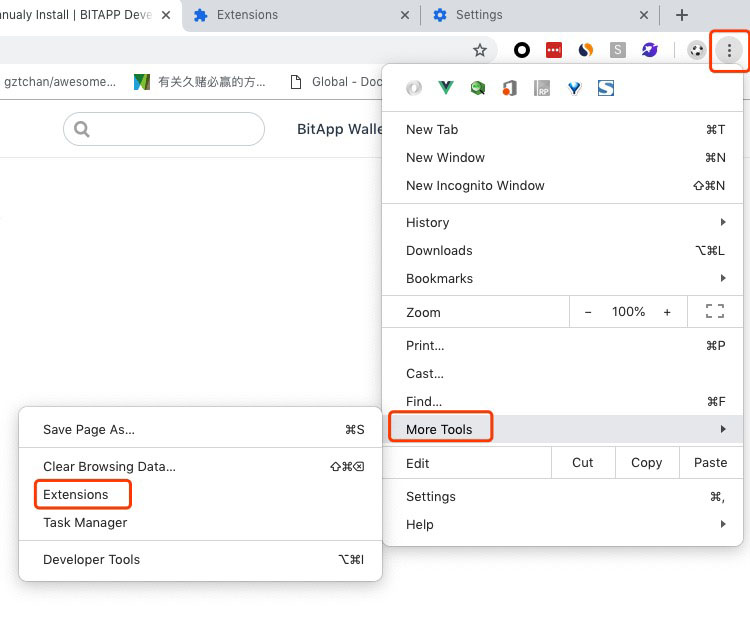 nualy Install | BITAPP Deve
Extensions
Settings
gztchan/awesome...
有关久赌必赢的方...
Global - Doc
BitApp Walle
S
RP
S
New Tab ⌘T
New Window ⌘N
New Incognito Window ⇧⌘N
History
Downloads ⌥⌘L
Bookmarks
Zoom - 100% +
Print... ⌘P
Cast...
Find... ⌘F
More Tools
Edit Cut Copy Paste
Settings ⌘,
Help
Save Page As... ⌘S
Clear Browsing Data... ⇧⌘⌫
Extensions
Task Manager
Developer Tools ⌥⌘I